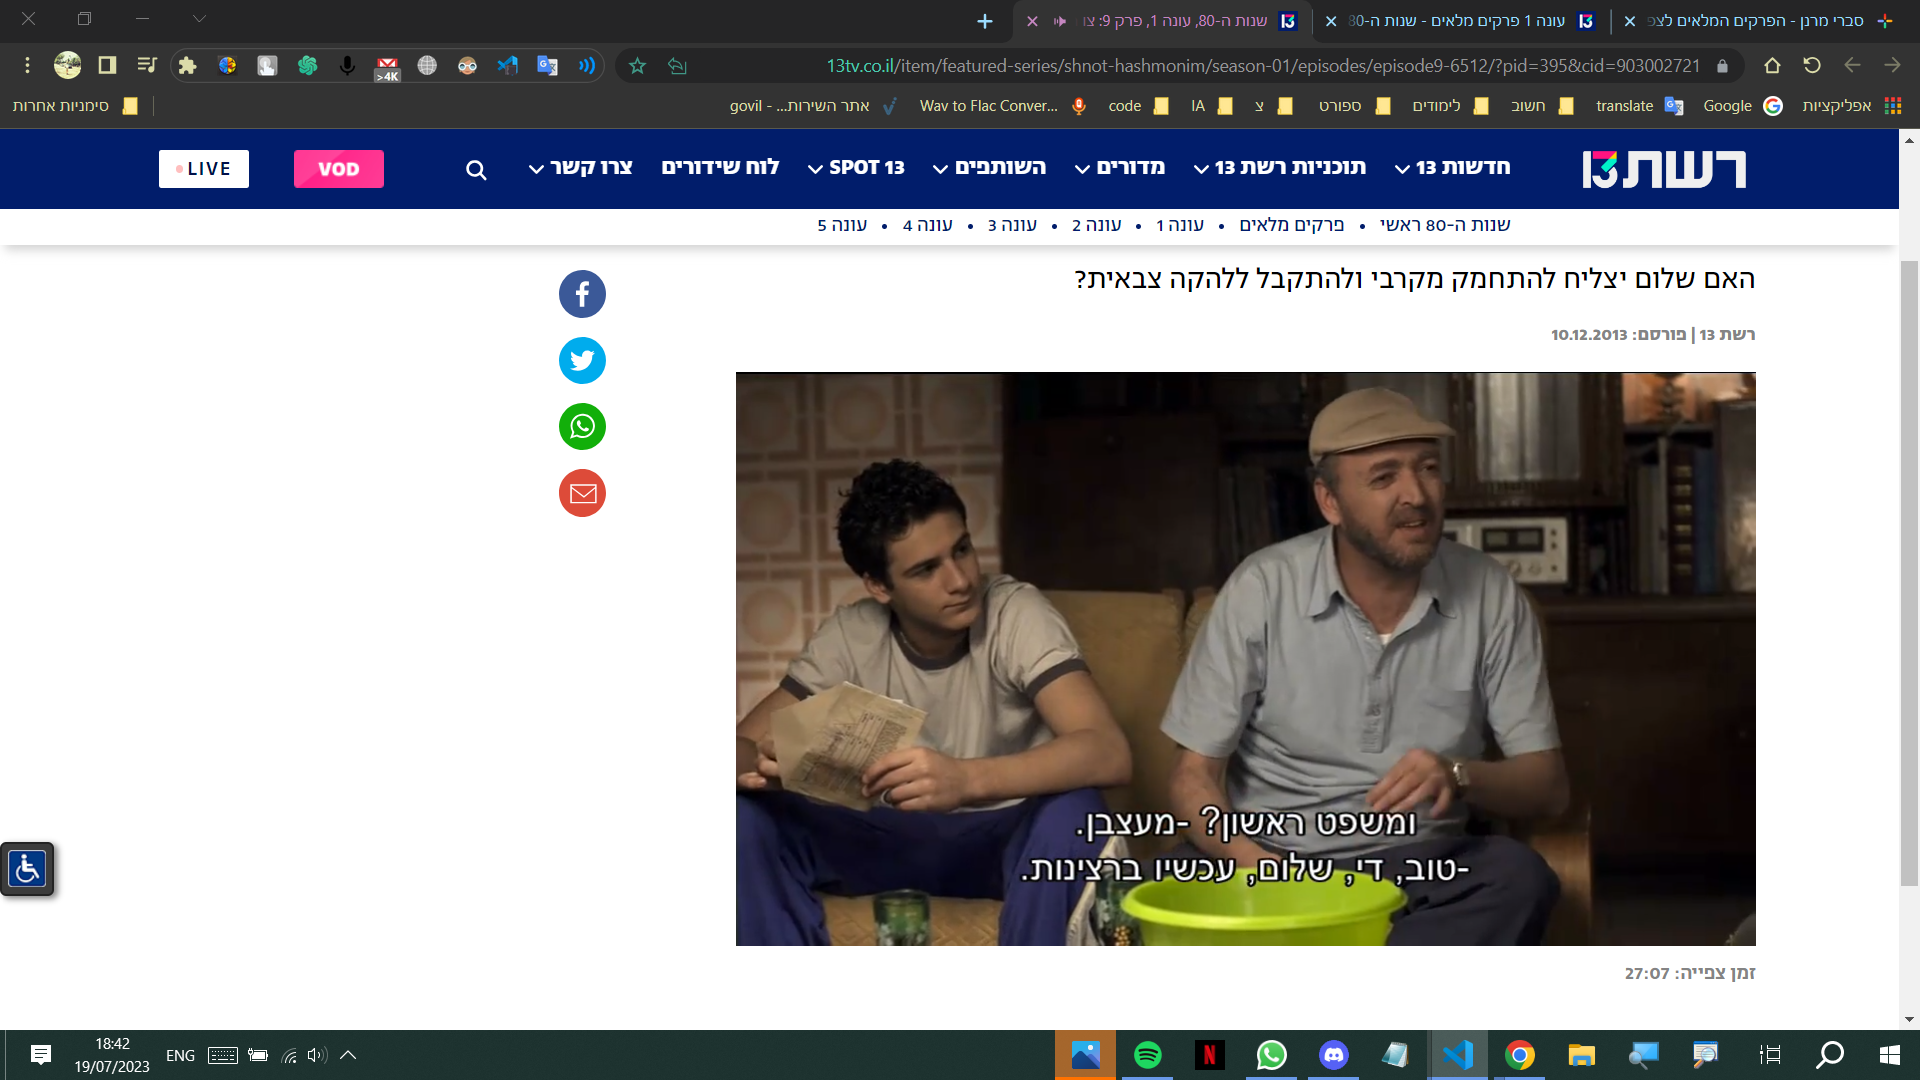 סברי מרנן - הפרקים המלאים לצפ
עונה 1 פרקים מלאים - שנות ה-80
שנות ה-80, עונה 1, פרק 9: צו
13tv.co.il/item/featured-series/shnot-hashmonim/season-01/episodes/episode9-6512/?pid=395&cid=903002721
>4K
אפליקציות
Google
translate
חשוב
לימודים
ספורט
צ
IA
code
Wav to Flac Conver...
אתר השירות... - govil
סימניות אחרות
רשת 13
חדשות 13
תוכניות רשת 13
מדורים
השותפים
SPOT 13
לוח שידורים
צרו קשר
VOD
LIVE
שנות ה-80 ראשי • פרקים מלאים • עונה 1 • עונה 2 • עונה 3 • עונה 4 • עונה 5
האם שלום יצליח להתחמק מקרבי ולהתקבל ללהקה צבאית?
רשת 13 | פורסם: 10.12.2013
ומשפט ראשון? -מעצבן.
-טוב, די, שלום, עכשיו ברצינות.
זמן צפייה: 27:07
18:42
19/07/2023
ENG